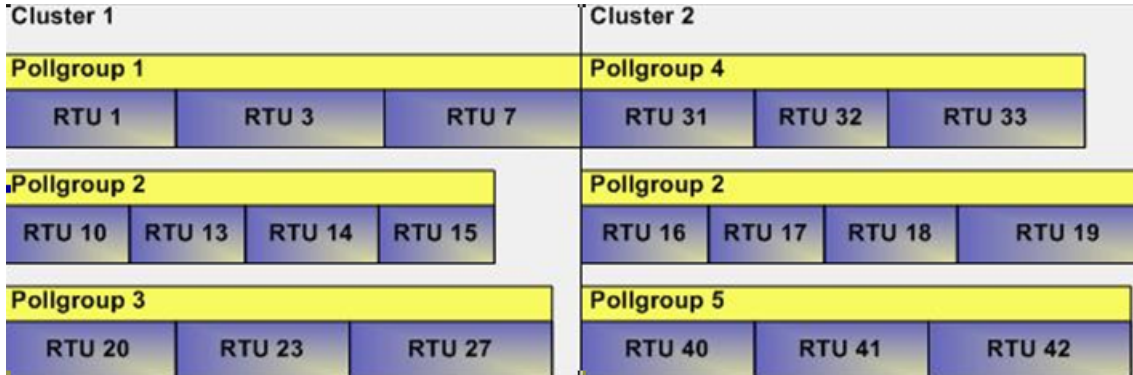 Cluster 1
Pollgroup 1
RTU 1 RTU 3 RTU 7
Pollgroup 2
RTU 10 RTU 13 RTU 14 RTU 15
Pollgroup 3
RTU 20 RTU 23 RTU 27
Cluster 2
Pollgroup 4
RTU 31 RTU 32 RTU 33
Pollgroup 2
RTU 16 RTU 17 RTU 18 RTU 19
Pollgroup 5
RTU 40 RTU 41 RTU 42